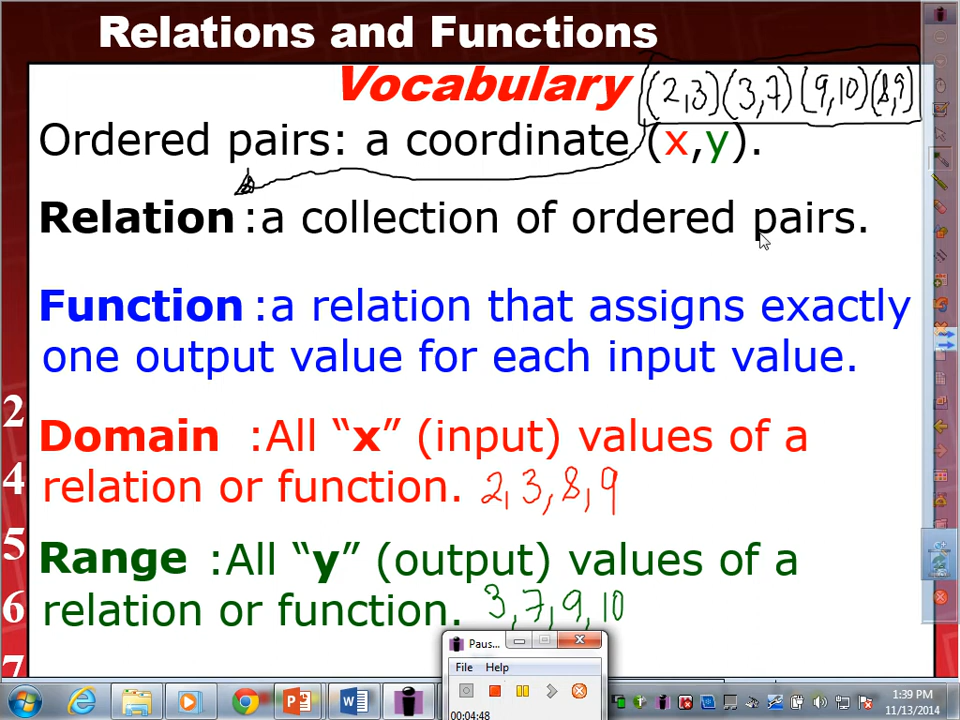 Relations and Functions
Vocabulary
(2,3)(3,7)(9,10)(8,9)
Ordered pairs: a coordinate (x,y).
Relation :a collection of ordered pairs.
Function :a relation that assigns exactly
one output value for each input value.
Domain :All “x” (input) values of a
relation or function. 2,3,8,9
Range :All “y” (output) values of a
relation or function. 3,7,9,10
2
4
5
6
7
Paus...
File Help
00:04:48
1:39 PM
11/13/2014